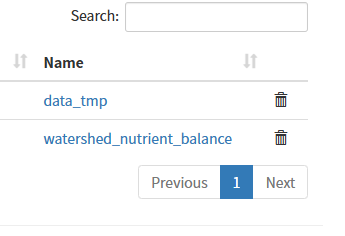 Search:
Name
data_tmp
watershed_nutrient_balance
Previous 1 Next